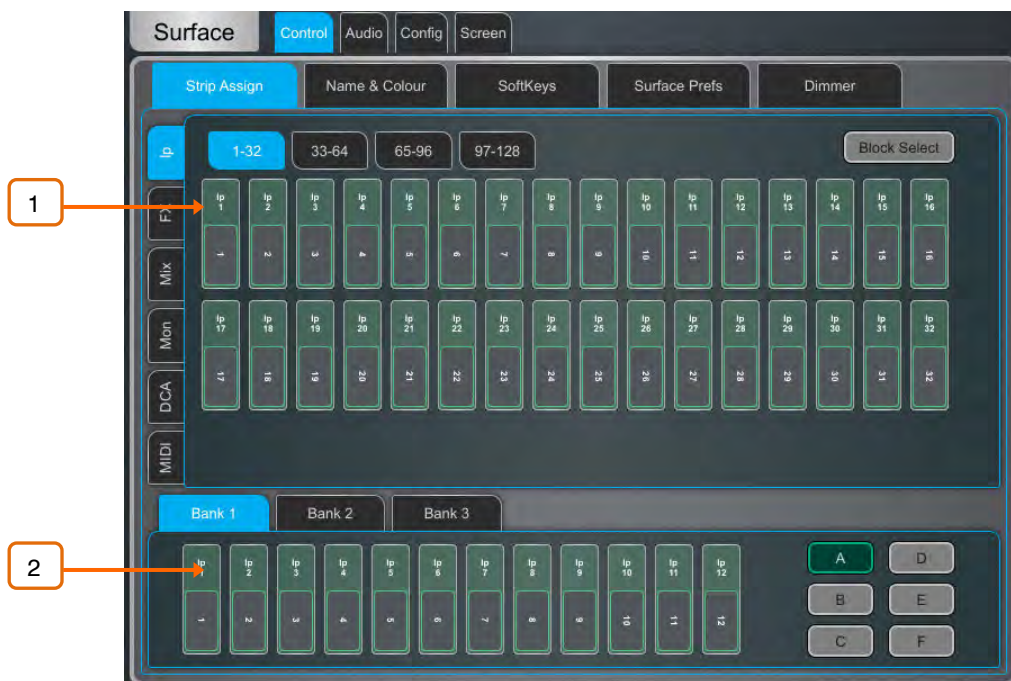 Surface Control Audio Config Screen
Strip Assign Name & Colour SoftKeys Surface Prefs Dimmer
Ip 1-32 33-64 65-96 97-128 Block Select
1
FX
Mix
Mon
DCA
MIDI
Ip 1 Ip 2 Ip 3 Ip 4 Ip 5 Ip 6 Ip 7 Ip 8 Ip 9 Ip 10 Ip 11 Ip 12 Ip 13 Ip 14 Ip 15 Ip 16
1 2 3 4 5 6 7 8 9 10 11 12 13 14 15 16
Ip 17 Ip 18 Ip 19 Ip 20 Ip 21 Ip 22 Ip 23 Ip 24 Ip 25 Ip 26 Ip 27 Ip 28 Ip 29 Ip 30 Ip 31 Ip 32
17 18 19 20 21 22 23 24 25 26 27 28 29 30 31 32
Bank 1 Bank 2 Bank 3
2
Ip 1 Ip 2 Ip 3 Ip 4 Ip 5 Ip 6 Ip 7 Ip 8 Ip 9 Ip 10 Ip 11 Ip 12
1 2 3 4 5 6 7 8 9 10 11 12
A D
B E
C F